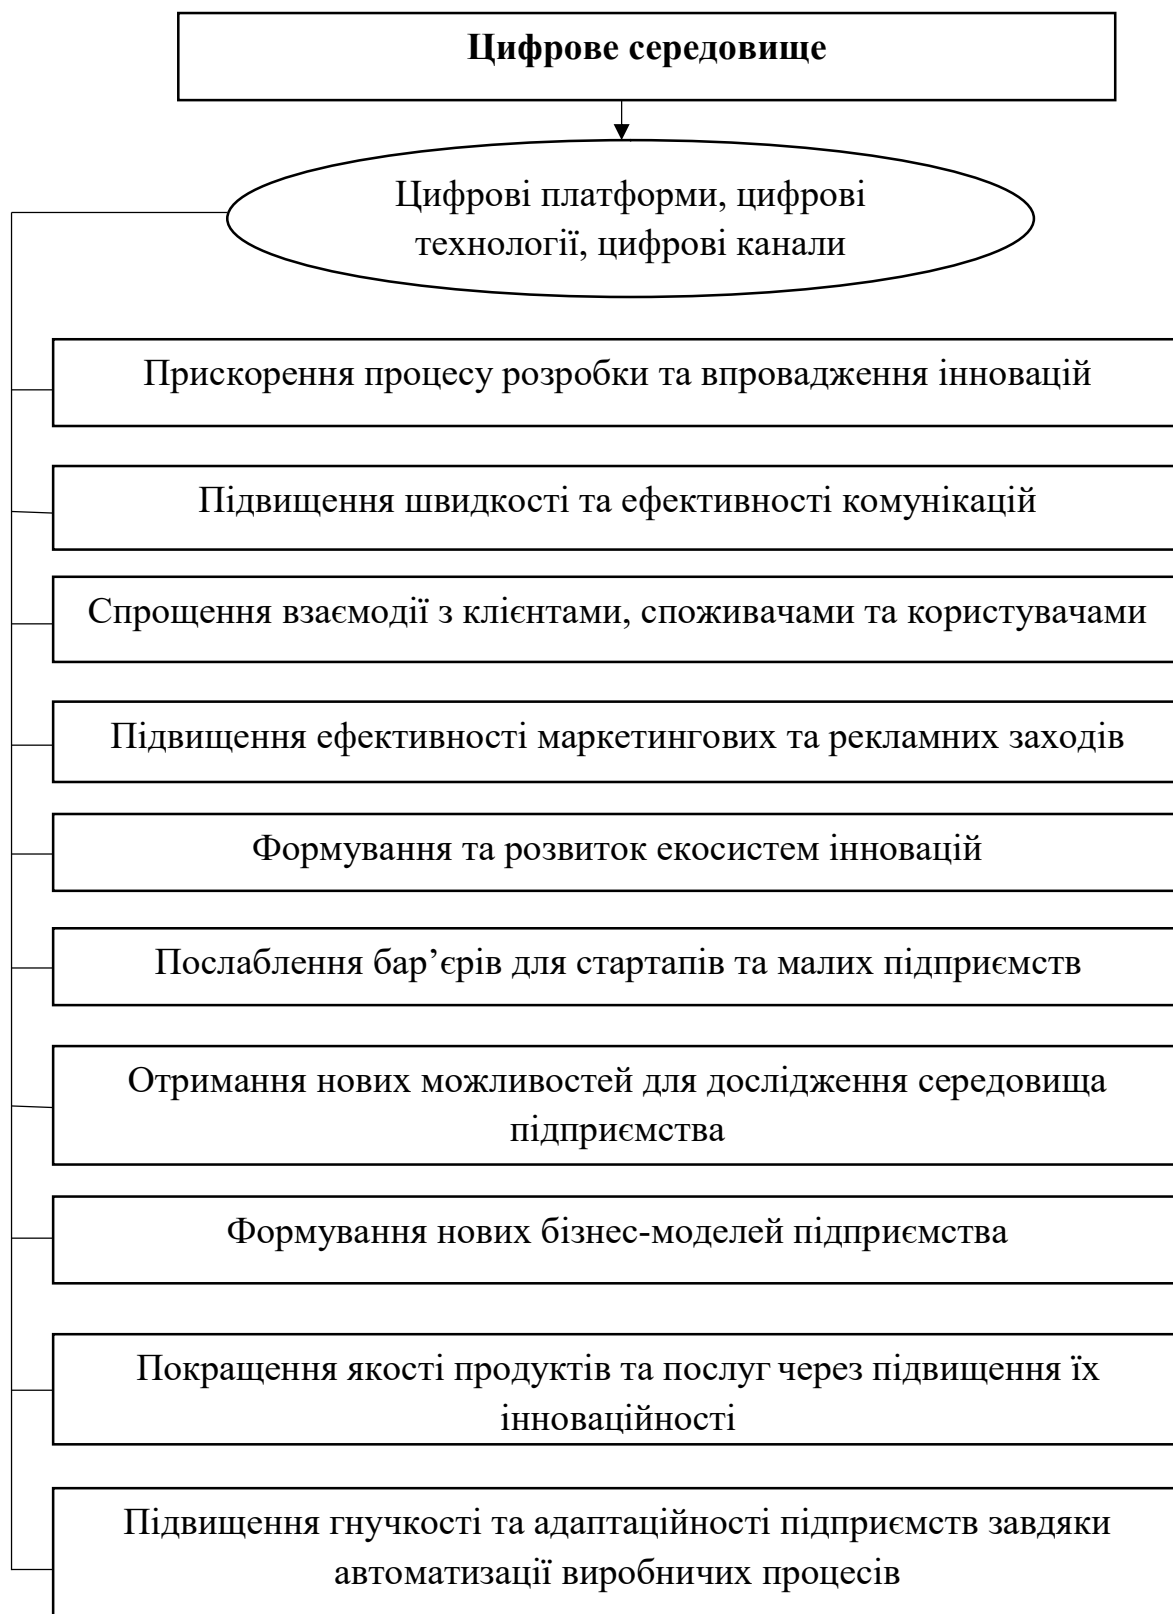 Цифрове середовище
Цифрові платформи, цифрові
технології, цифрові канали
Прискорення процесу розробки та впровадження інновацій
Підвищення швидкості та ефективності комунікацій
Спрощення взаємодії з клієнтами, споживачами та користувачами
Підвищення ефективності маркетингових та рекламних заходів
Формування та розвиток екосистем інновацій
Послаблення бар’єрів для стартапів та малих підприємств
Отримання нових можливостей для дослідження середовища
підприємства
Формування нових бізнес-моделей підприємства
Покращення якості продуктів та послуг через підвищення їх
інноваційності
Підвищення гнучкості та адаптаційності підприємств завдяки
автоматизації виробничих процесів